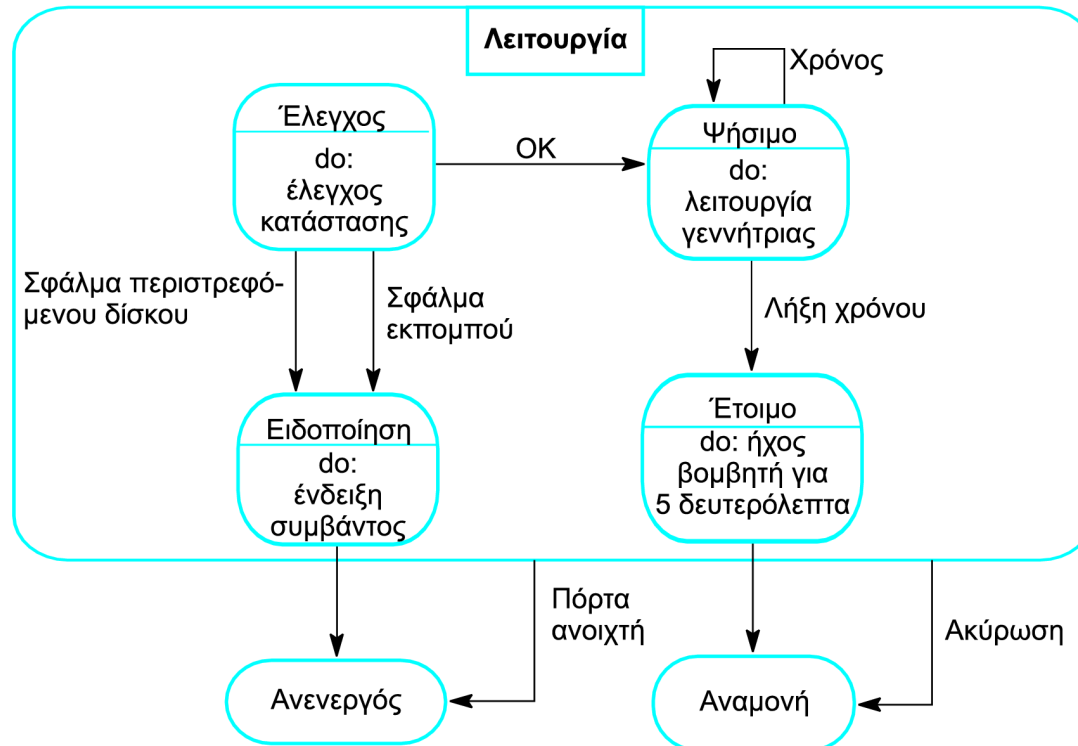 Λειτουργία
Χρόνος
Έλεγχος
do:
έλεγχος
κατάστασης
OK
Ψήσιμο
do:
λειτουργία
γεννήτριας
Σφάλμα περιστρεφό-
μενου δίσκου
Σφάλμα
εκπομπού
Λήξη χρόνου
Ειδοποίηση
do:
ένδειξη
συμβάντος
Έτοιμο
do: ήχος
βομβητή για
5 δευτερόλεπτα
Πόρτα
ανοιχτή
Ακύρωση
Ανενεργός
Αναμονή